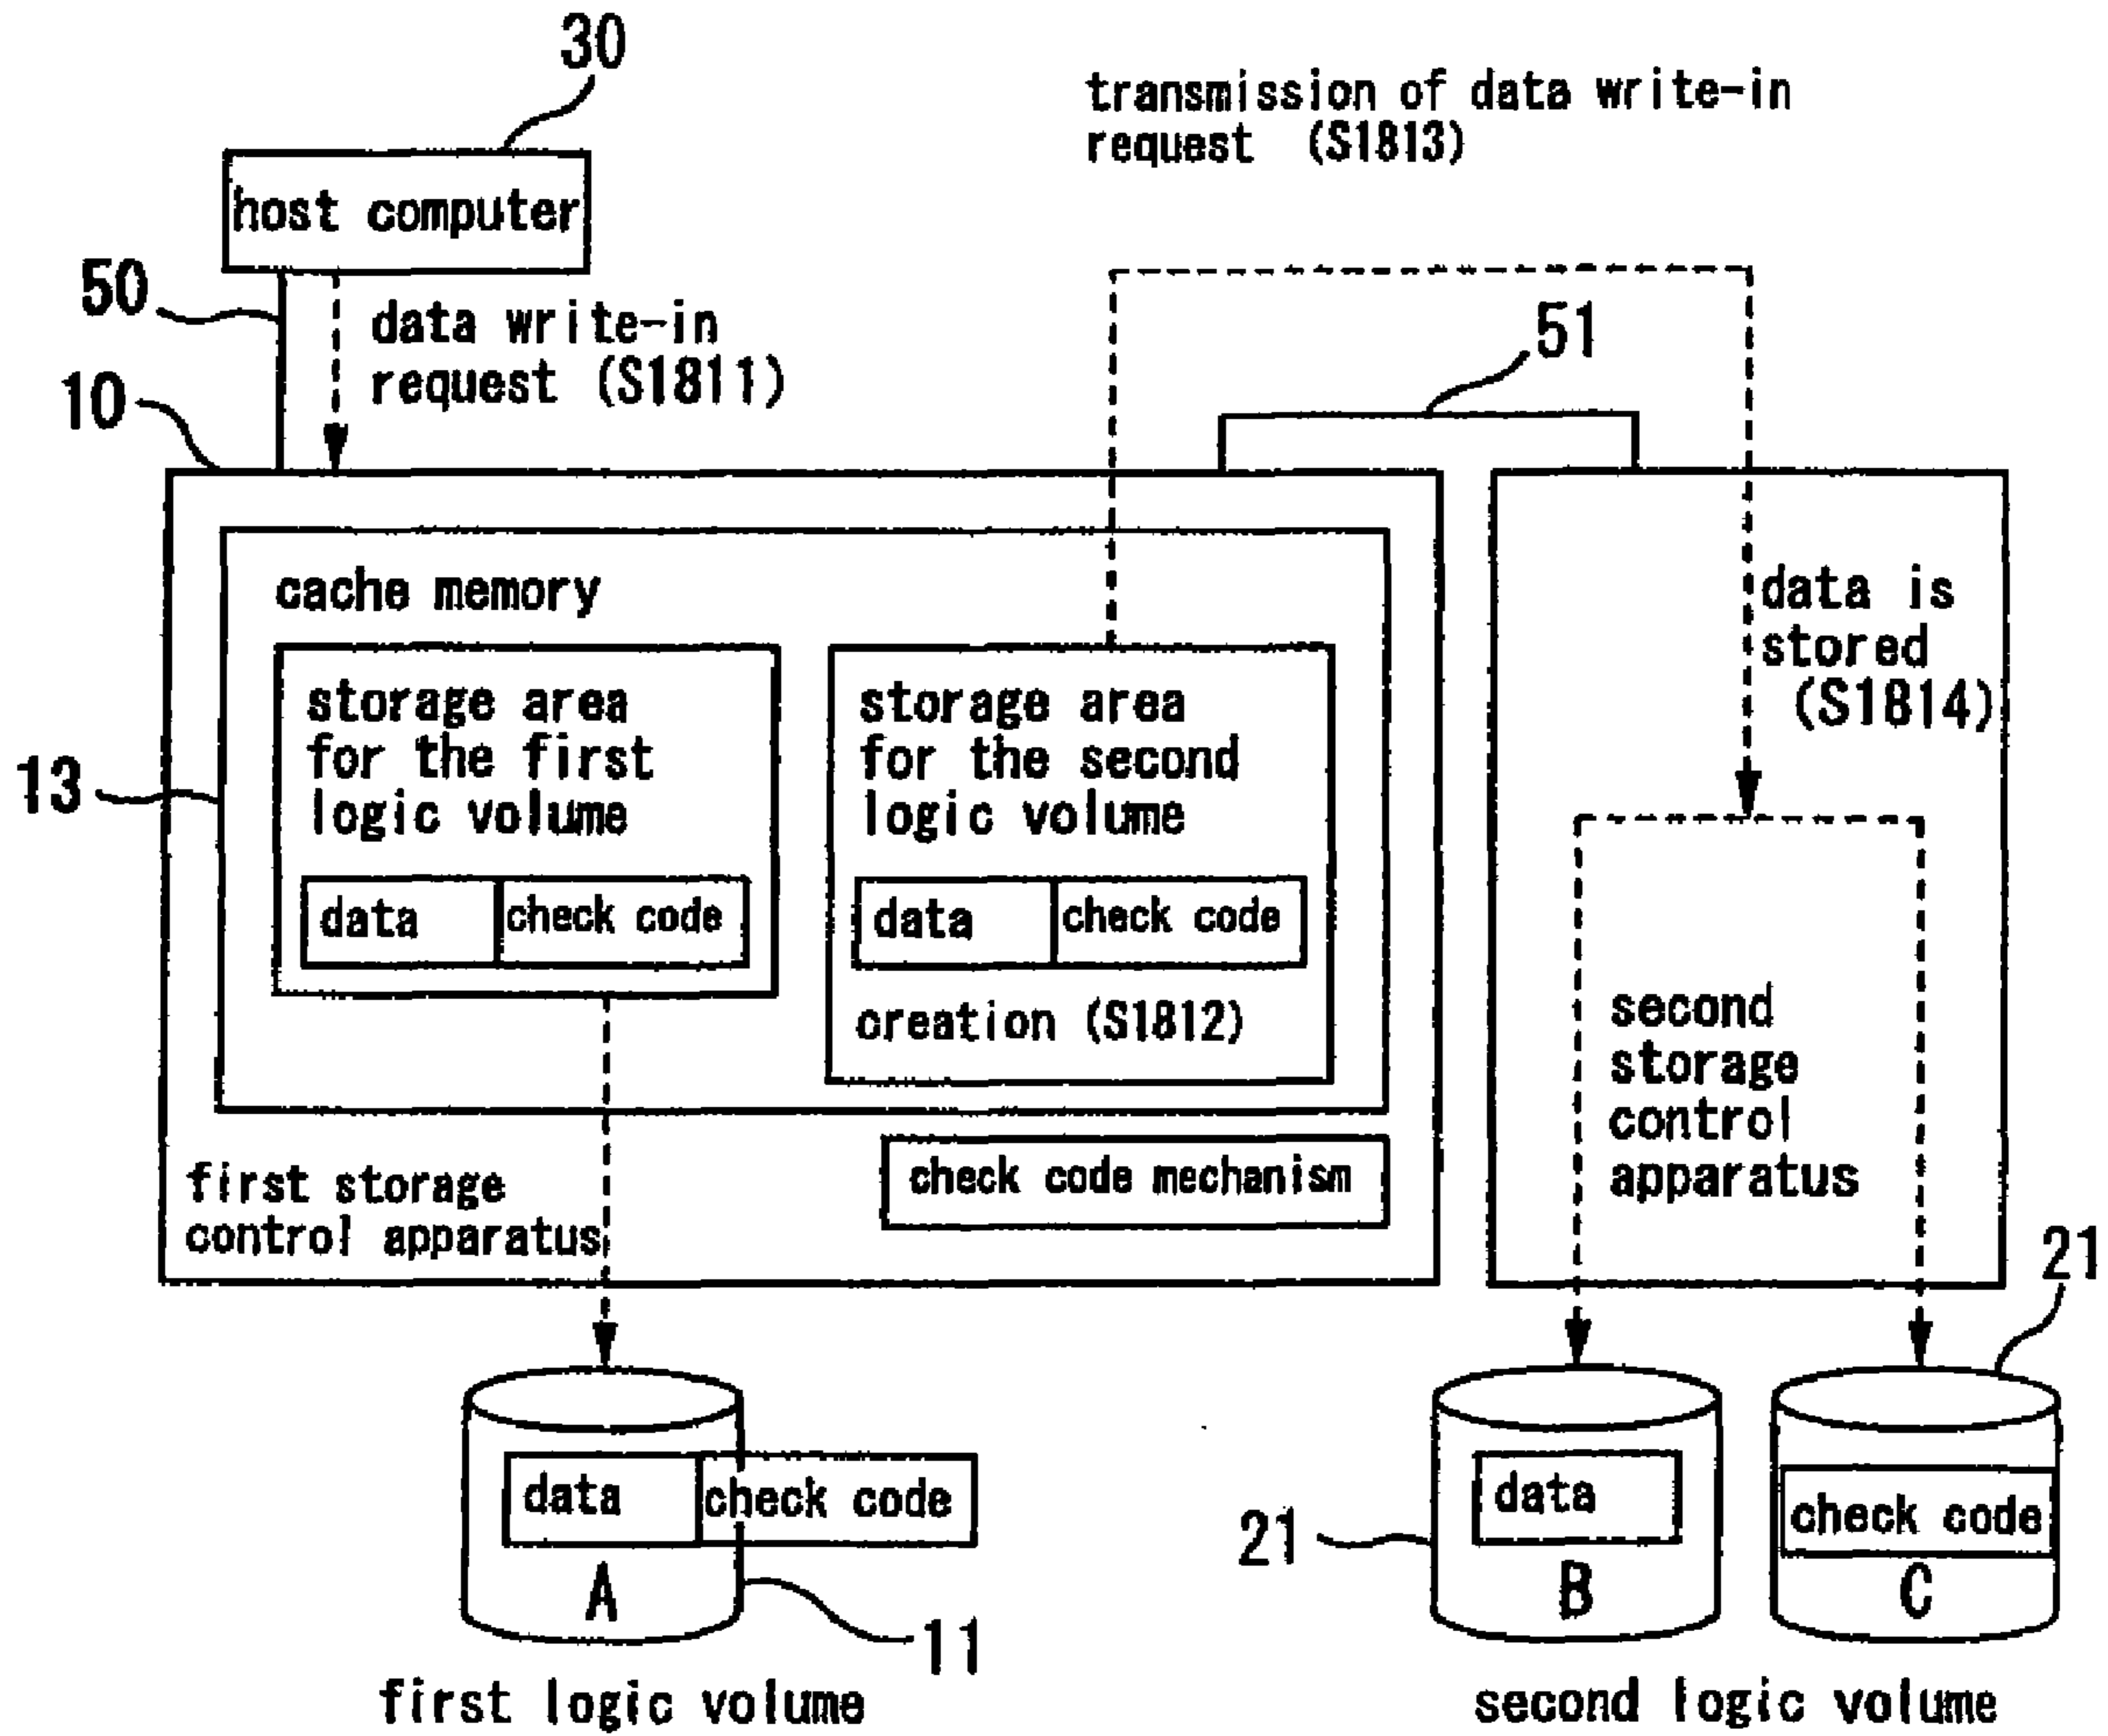 30
transmission of data write-in
request (S1813)
host computer
50
data write-in
request (S1811)
51
10
cache memory
data is
stored
(S1814)
storage area
for the first
logic volume
storage area
for the second
logic volume
13
data
check code
data
check code
creation (S1812)
second
storage
control
apparatus
check code mechanism
first storage
control apparatus
21
data
check code
data
check code
21
A
B
C
11
first logic volume
second logic volume